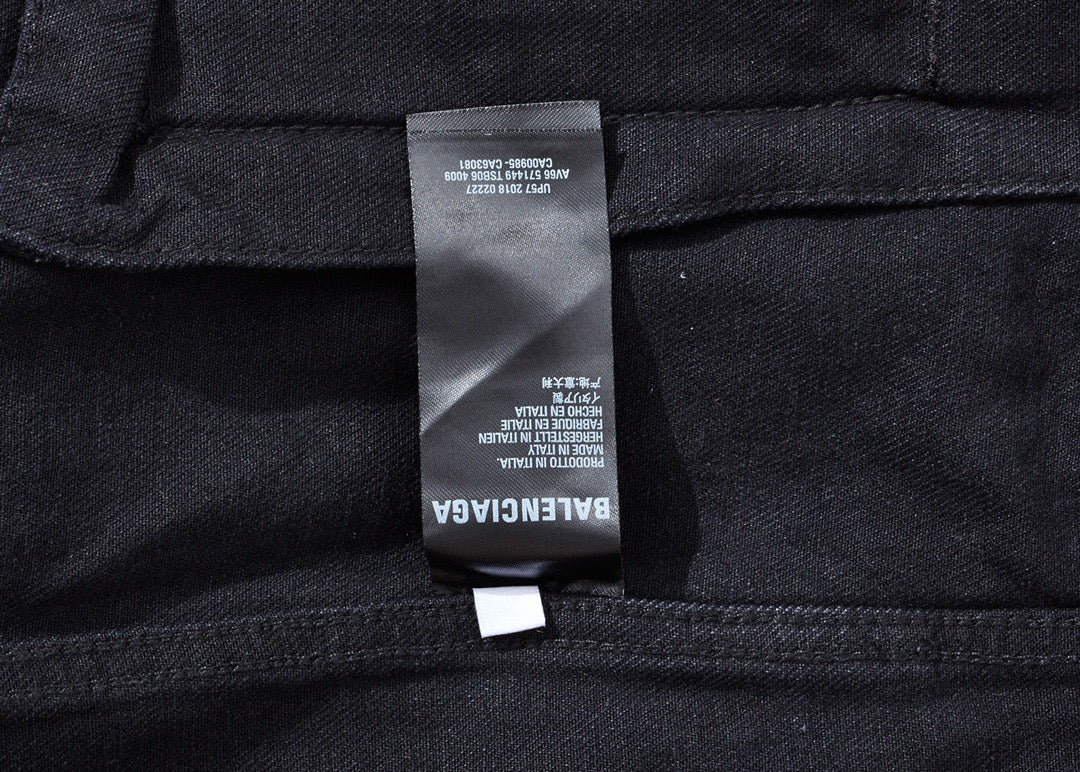 BALENCIAGA
PRODOTTO IN ITALIA.
MADE IN ITALY
HERGESTELLT IN ITALIEN
FABRIQUE EN ITALIE
HECHO EN ITALIA
イタリア製
产地:意大利
UP57 2018 02227
AV66 571449 TSB06 4009
CA00985- CA63081